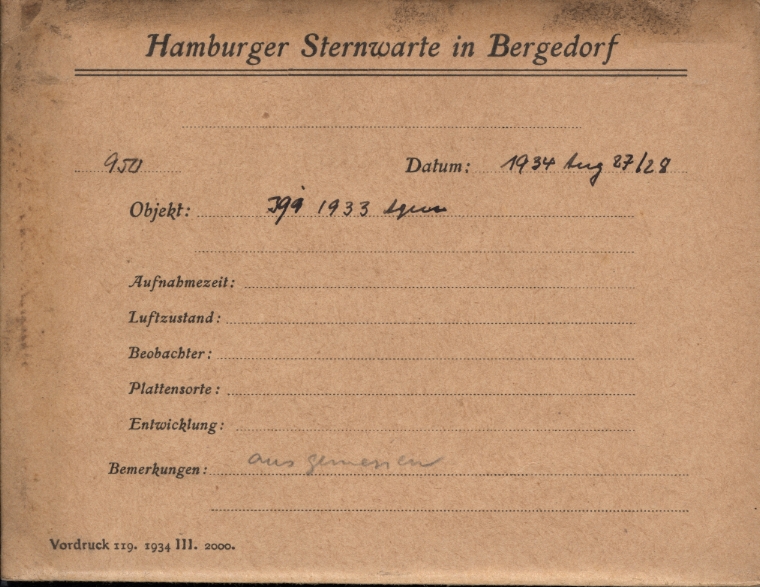 Hamburger Sternwarte in Bergedorf
950 Datum: 1934 Aug 27/28
Objekt: 1933
Aufnahmezeit:
Luftzustand:
Beobachter:
Plattensorte:
Entwicklung:
Bemerkungen: ausgemessen
Vordruck 119. 1934 III. 2000.